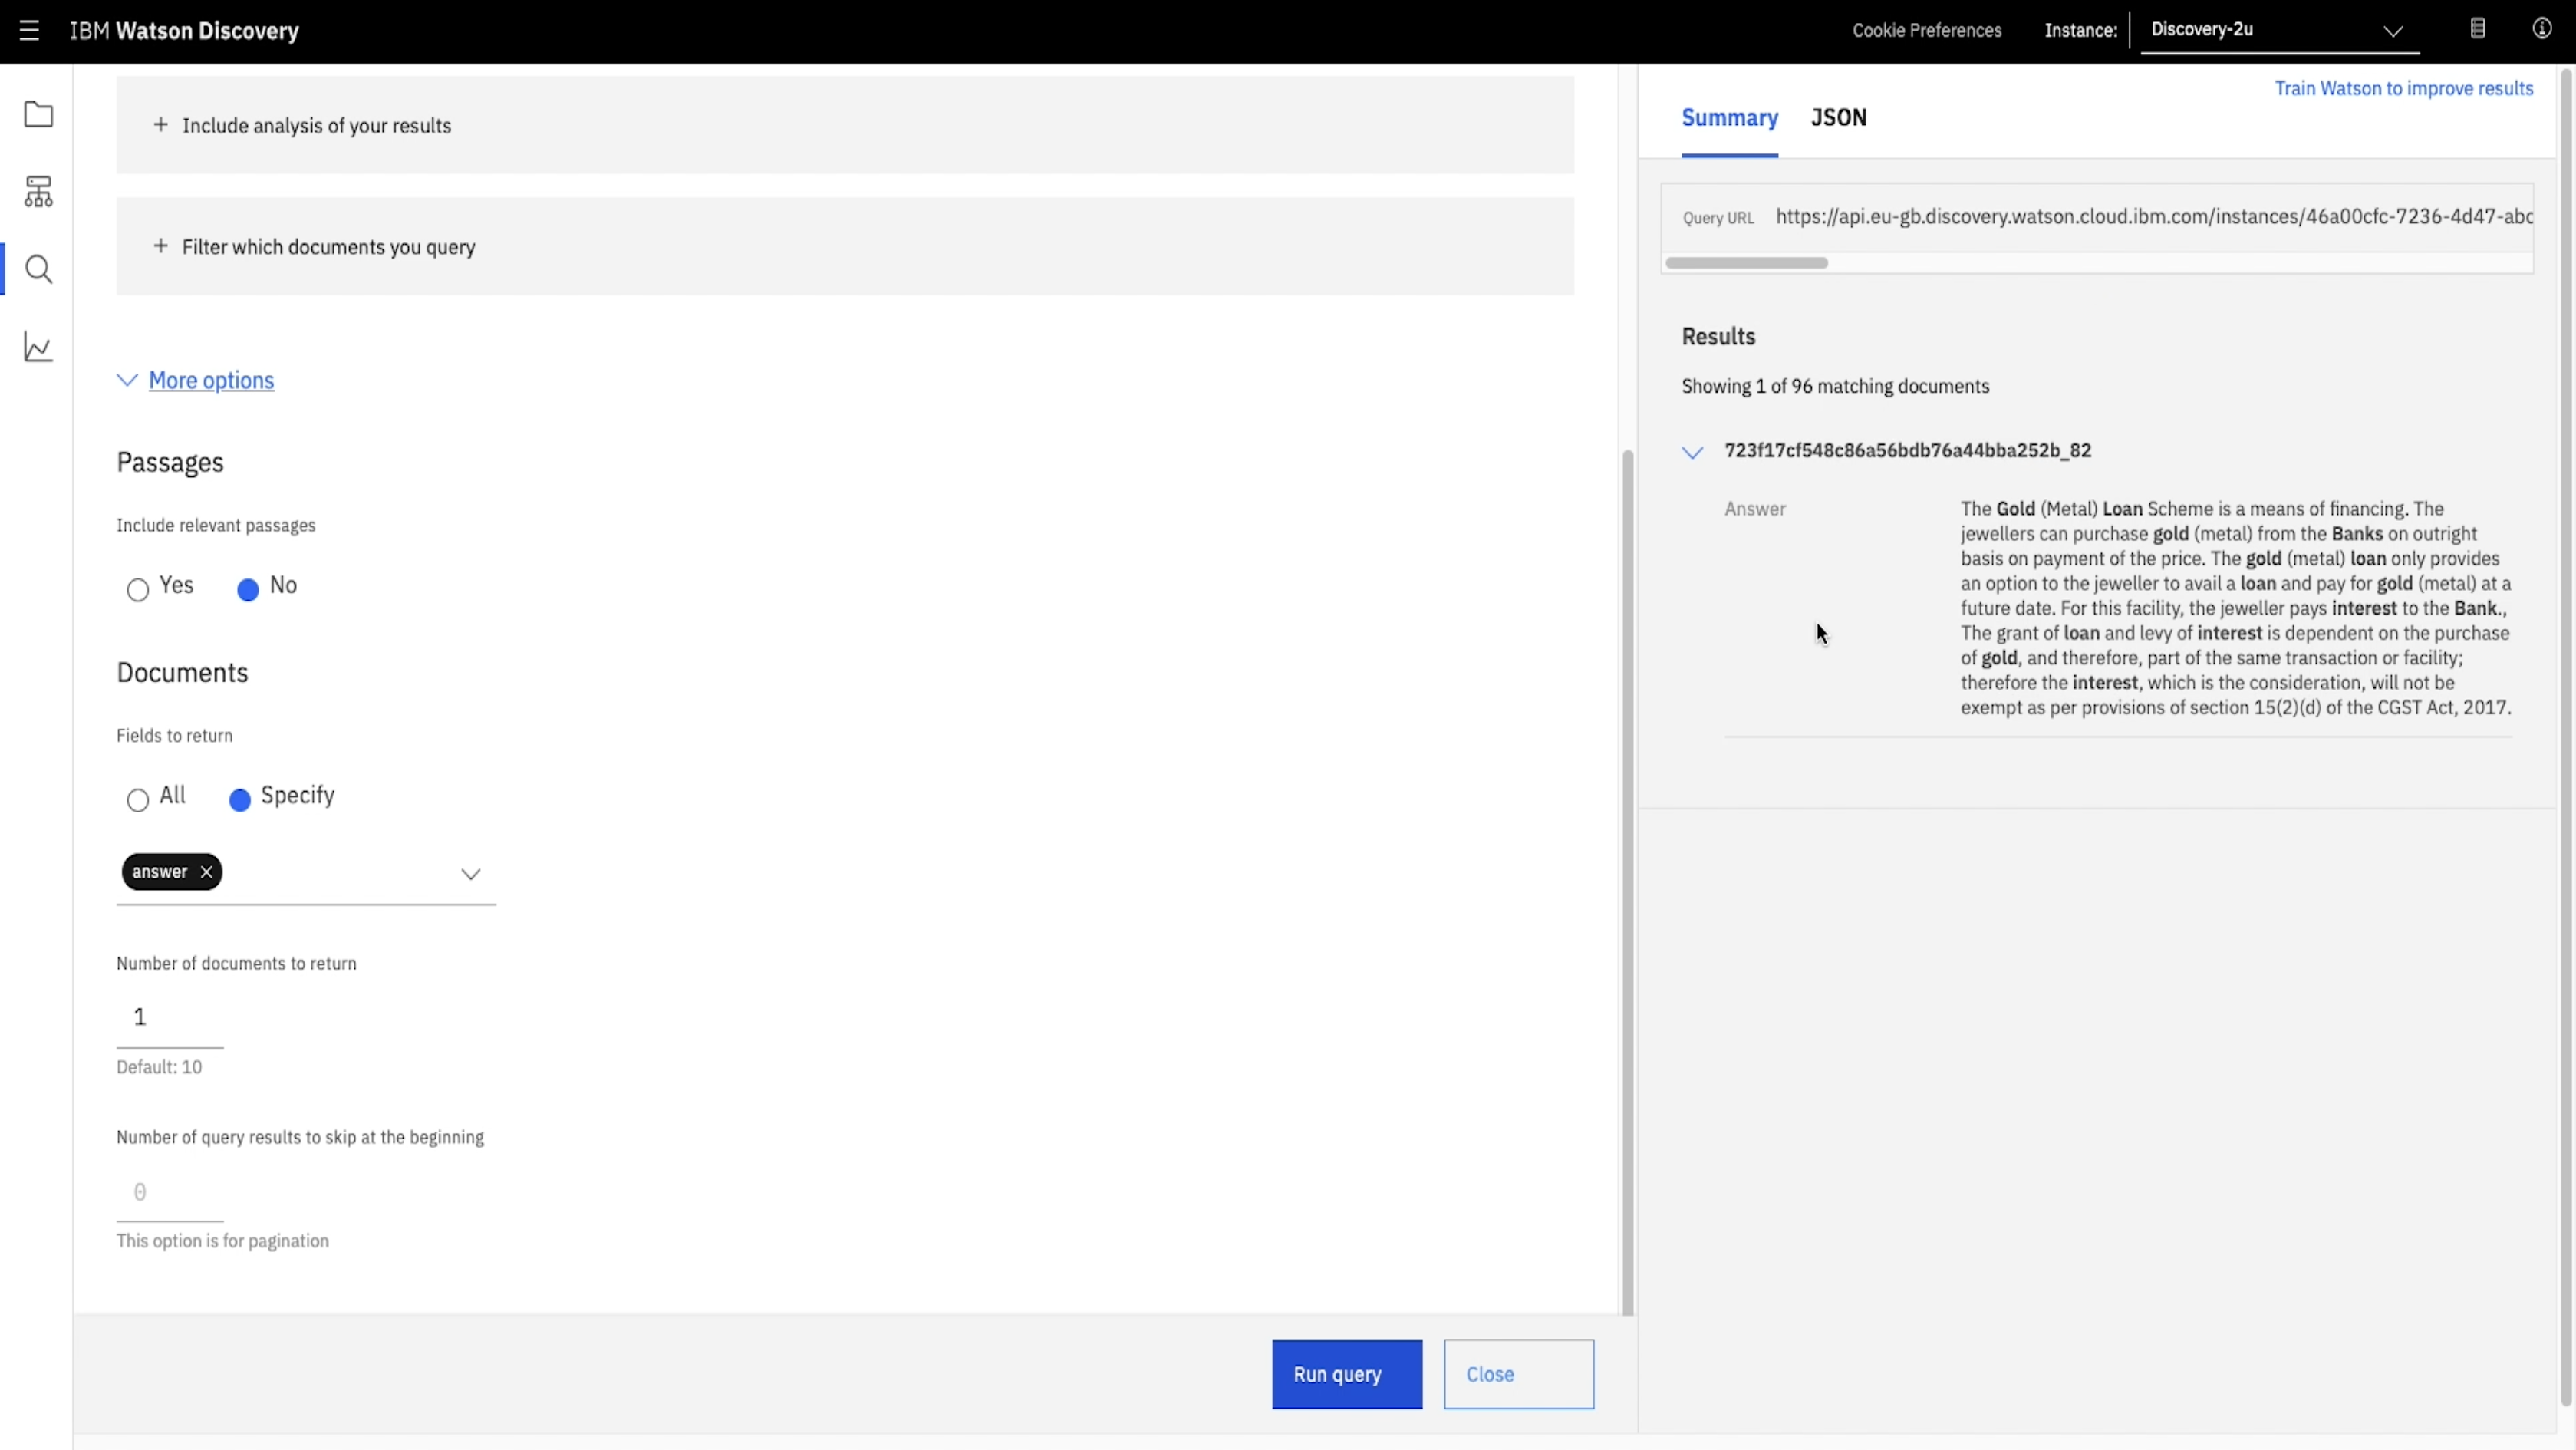 IBM Watson Discovery
Cookie Preferences
Instance:
Discovery-2u
+ Include analysis of your results
+ Filter which documents you query
More options
Passages
Include relevant passages
Yes
No
Documents
Fields to return
All
Specify
answer
Number of documents to return
1
Default: 10
Number of query results to skip at the beginning
0
This option is for pagination
Run query
Close
Train Watson to improve results
Summary
JSON
Query URL https://api.eu-gb.discovery.watson.cloud.ibm.com/instances/46a00cfc-7236-4d47-abc
Results
Showing 1 of 96 matching documents
723f17cf548c86a56bdb76a44bba252b_82
Answer
The Gold (Metal) Loan Scheme is a means of financing. The
jewellers can purchase gold (metal) from the Banks on outright
basis on payment of the price. The gold (metal) loan only provides
an option to the jeweller to avail a loan and pay for gold (metal) at a
future date. For this facility, the jeweller pays interest to the Bank.,
The grant of loan and levy of interest is dependent on the purchase
of gold, and therefore, part of the same transaction or facility;
therefore the interest, which is the consideration, will not be
exempt as per provisions of section 15(2)(d) of the CGST Act, 2017.